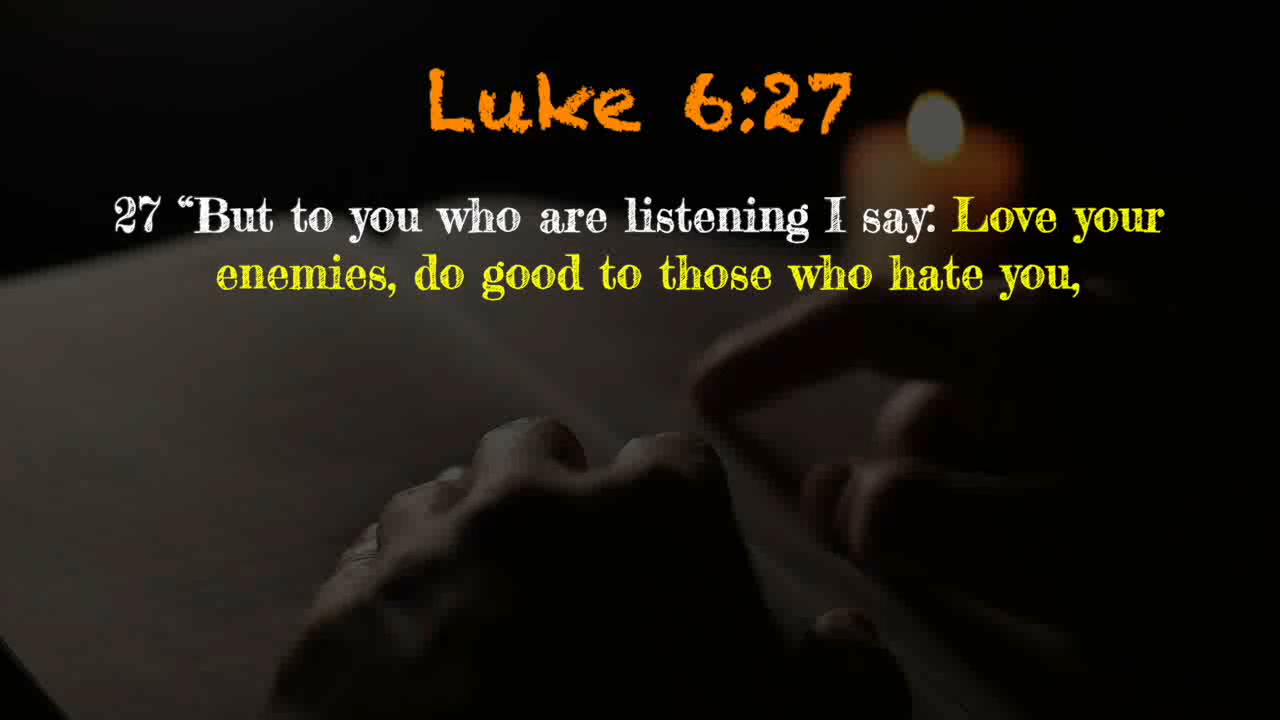 Luke 6:27
27 “But to you who are listening I say: Love your
enemies, do good to those who hate you,